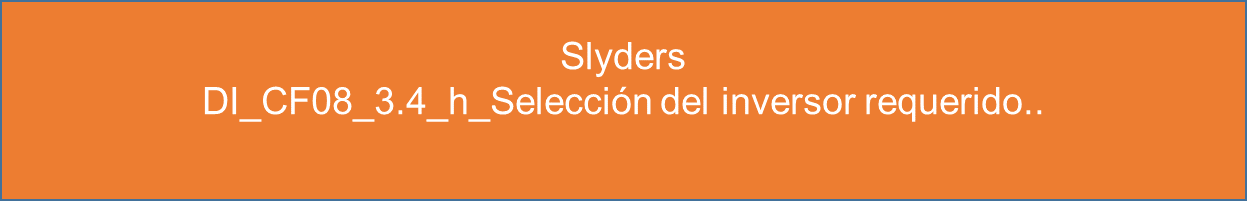 Slyders
DI_CF08_3.4_h_Selección del inversor requerido..